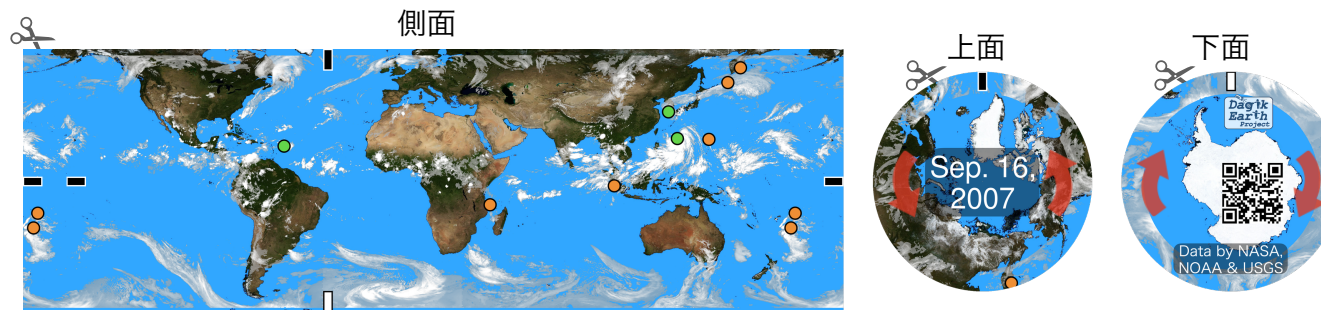 側面
上面
下面
Sep. 16,
2007
Dagik
Earth
Project
Data by NASA,
NOAA & USGS